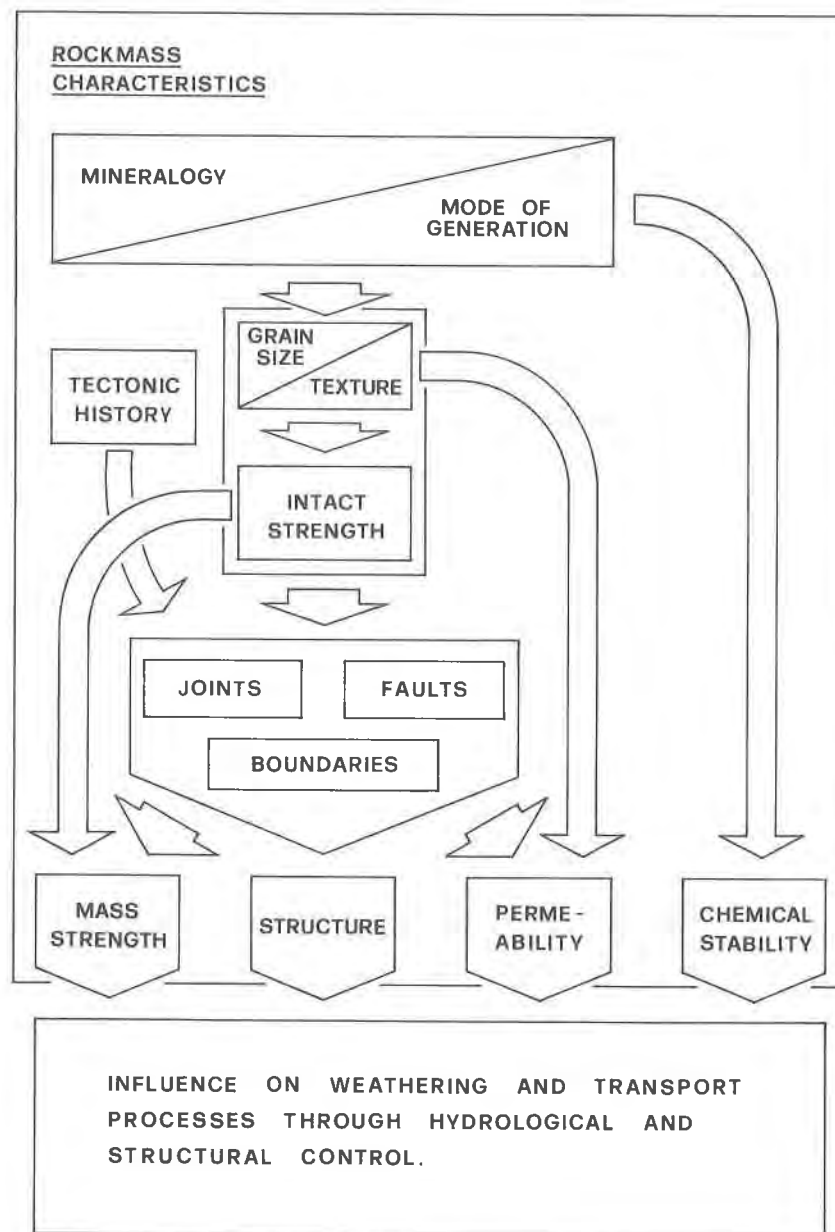 ROCKMASS
CHARACTERISTICS
MINERALOGY
MODE OF
GENERATION
GRAIN
SIZE
TEXTURE
TECTONIC
HISTORY
INTACT
STRENGTH
JOINTS
FAULTS
BOUNDARIES
MASS
STRENGTH
STRUCTURE
PERME-
ABILITY
CHEMICAL
STABILITY
INFLUENCE ON WEATHERING AND TRANSPORT
PROCESSES THROUGH HYDROLOGICAL AND
STRUCTURAL CONTROL.